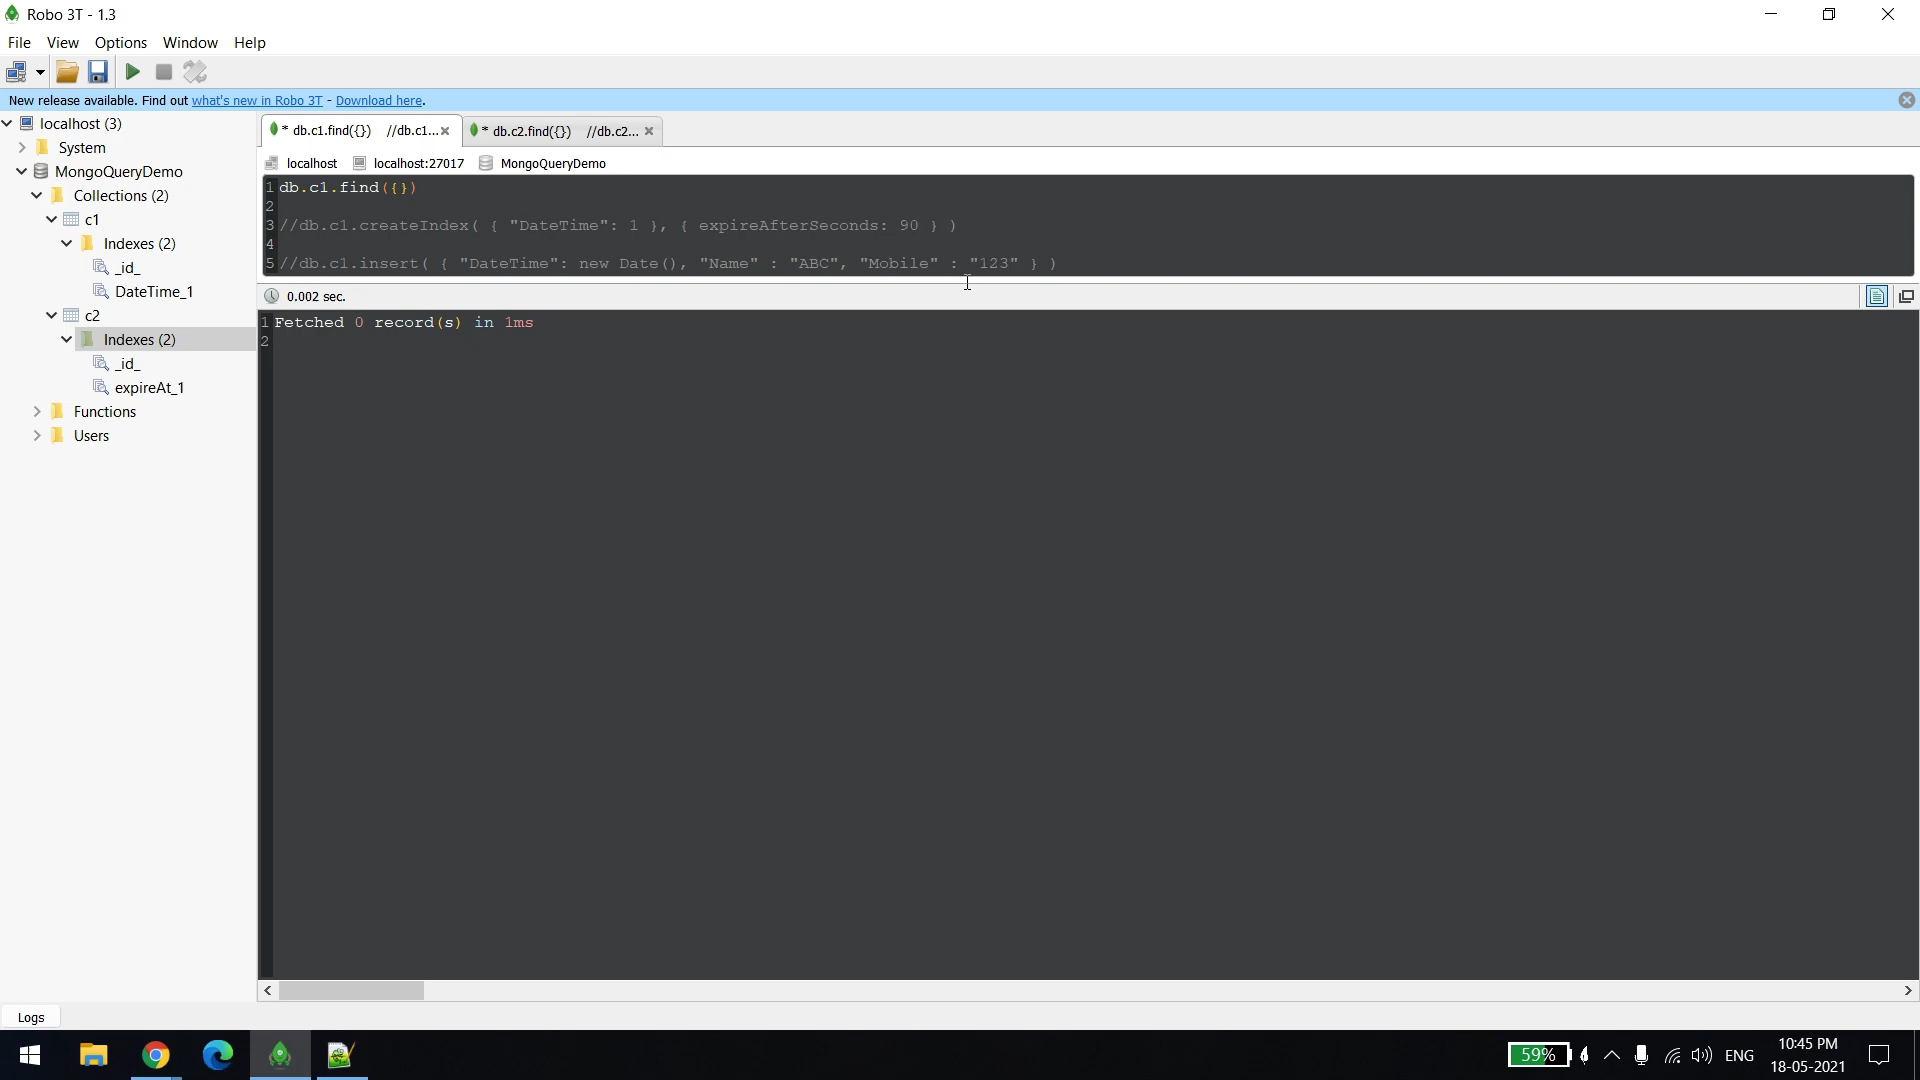 Robo 3T - 1.3
File View Options Window Help
New release available. Find out what's new in Robo 3T - Download here.
localhost (3)
System
MongoQueryDemo
Collections (2)
c1
Indexes (2)
_id_
DateTime_1
c2
Indexes (2)
_id_
expireAt_1
Functions
Users
* db.c1.find({}) //db.c1... * db.c2.find({}) //db.c2...
localhost localhost:27017 MongoQueryDemo
1 db.c1.find({})
2
3 //db.c1.createIndex( { "DateTime": 1 }, { expireAfterSeconds: 90 } )
4
5 //db.c1.insert( { "DateTime": new Date(), "Name" : "ABC", "Mobile" : "123" } )
0.002 sec.
1 Fetched 0 record(s) in 1ms
2
Logs
59% ENG 10:45 PM
18-05-2021